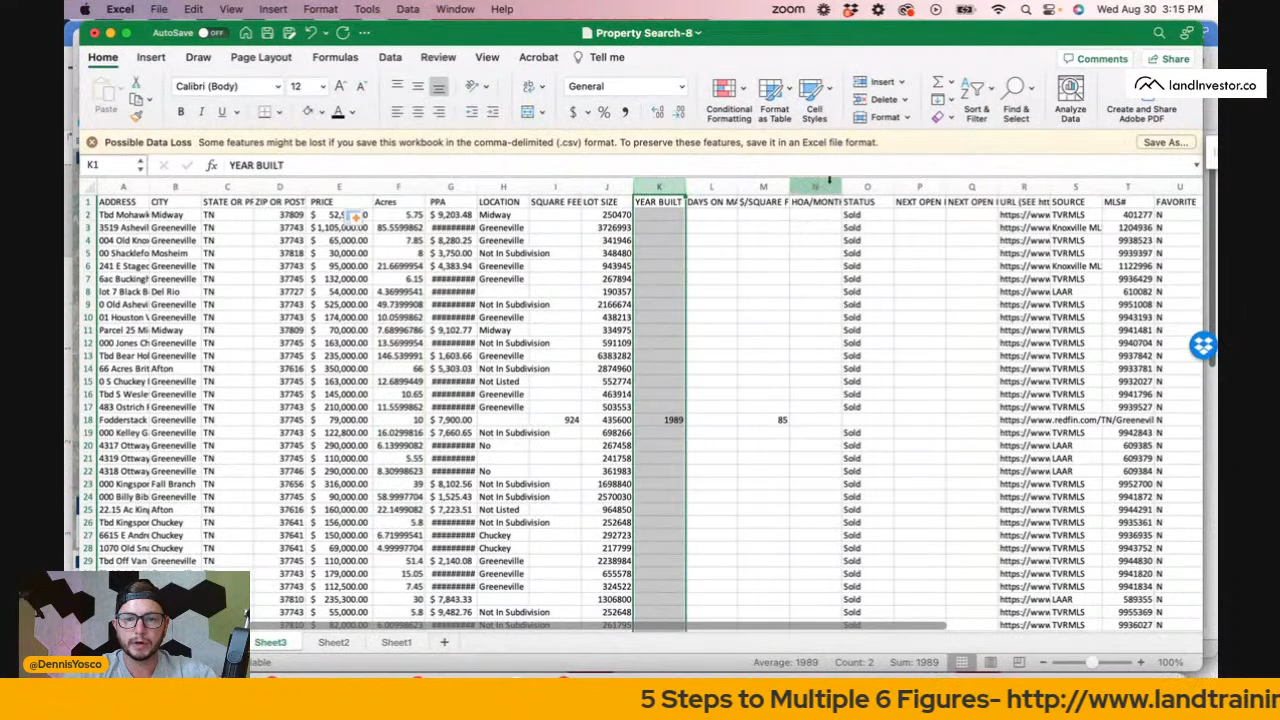 Excel File Edit View Insert Format Tools Data Window Help zoom Wed Aug 30 3:15 PM
AutoSave OFF Property Search-8
Home Insert Draw Page Layout Formulas Data Review View Acrobat Tell me Comments Share
landInvestor.co
Paste Calibri (Body) 12 General Conditional Formatting Format as Table Cell Styles Insert Delete Format Sort & Filter Find & Select Analyze Data Create and Share Adobe PDF
Possible Data Loss Some features might be lost if you save this workbook in the comma-delimited (.csv) format. To preserve these features, save it in an Excel file format. Save As...
K1 fx YEAR BUILT
A B C D E F G H I J K L M N O P Q R S T U
1 ADDRESS CITY STATE OR PF ZIP OR POST PRICE Acres PPA LOCATION SQUARE FEE LOT SIZE YEAR BUILT DAYS ON MA $/SQUARE F HOA/MONTH STATUS NEXT OPEN I NEXT OPEN I URL (SEE htt SOURCE MLS# FAVORITE
2 Tbd Mohawk Midway TN 37809 $ 52, 0 5.75 $ 9,203.48 Midway 250470 Sold https://www TVRMLS 401277 N
3 3519 Ashevil Greeneville TN 37743 $ 1,105,000.00 85.5599862 ######### Greeneville 3726993 Sold https://www Knoxville ML 1204936 N
4 004 Old Knox Greeneville TN 37743 $ 65,000.00 7.85 $ 8,280.25 Greeneville 341946 Sold https://www TVRMLS 9938523 N
5 00 Shacklefo Mosheim TN 37818 $ 30,000.00 8 $ 3,750.00 Not In Subdivision 348480 Sold https://www TVRMLS 9939397 N
6 241 E Staged Greeneville TN 37743 $ 95,000.00 21.6699954 $ 4,383.94 Greeneville 943945 Sold https://www Knoxville ML 1122996 N
7 6ac Buckingh Greeneville TN 37745 $ 132,000.00 6.15 ######### Greeneville 267894 Sold https://www TVRMLS 9936429 N
8 lot 7 Black B Del Rio TN 37727 $ 54,000.00 4.36999541 ######### 190357 Sold https://www LAAR 610082 N
9 0 Old Ashevi Greeneville TN 37743 $ 525,000.00 49.7399908 ######### Not In Subdivision 2166674 Sold https://www TVRMLS 9951008 N
10 01 Houston V Greeneville TN 37743 $ 174,000.00 10.0599862 ######### Greeneville 438213 Sold https://www TVRMLS 9943193 N
11 Parcel 25 Mi Midway TN 37809 $ 70,000.00 7.68996786 $ 9,102.77 Midway 334975 Sold https://www TVRMLS 9941481 N
12 000 Jones C Greeneville TN 37743 $ 163,000.00 13.5699954 ######### Not In Subdivision 591109 Sold https://www TVRMLS 9940704 N
13 Tbd Bear Hol Greeneville TN 37743 $ 235,000.00 146.539991 $ 1,603.66 Greeneville 6383282 Sold https://www TVRMLS 9937842 N
14 66 Acres Brit Afton TN 37616 $ 350,000.00 66 $ 5,303.03 Not In Subdivision 2874960 Sold https://www TVRMLS 9933781 N
15 0 S Chuckey I Greeneville TN 37745 $ 163,000.00 12.6899449 ######### Not Listed 552774 Sold https://www TVRMLS 9932027 N
16 Tbd S Wesle Greeneville TN 37745 $ 145,000.00 10.65 ######### Greeneville 463914 Sold https://www TVRMLS 9941796 N
17 483 Ostrich F Greeneville TN 37743 $ 210,000.00 11.5599862 ######### Greeneville 503553 Sold https://www TVRMLS 9939527 N
18 Fodderstack Greeneville TN 37743 $ 79,000.00 10 $ 7,900.00 924 435600 1989 85 https://www.redfin.com/TN/Greenevil N
19 000 Kelley G Greeneville TN 37743 $ 122,800.00 16.0299816 $ 7,660.65 Not In Subdivision 698266 Sold https://www TVRMLS 9942843 N
20 4317 Ottway Greeneville TN 37745 $ 290,000.00 6.13999082 ######### No 267458 Sold https://www LAAR 609385 N
21 4319 Ottway Greeneville TN 37745 $ 110,000.00 5.55 ######### 241758 Sold https://www LAAR 609379 N
22 4318 Ottway Greeneville TN 37746 $ 290,000.00 8.30998623 ######### No 361983 Sold https://www LAAR 609384 N
23 000 Kingspor Fall Branch TN 37656 $ 316,000.00 39 $ 8,102.56 Not In Subdivision 1698840 Sold https://www TVRMLS 9952700 N
24 000 Billy Bib Greeneville TN 37743 $ 90,000.00 58.9997704 $ 1,525.43 Not In Subdivision 2570030 Sold https://www TVRMLS 9941872 N
25 22.15 Ac King Afton TN 37616 $ 160,000.00 22.1499082 $ 7,223.51 Not Listed 964850 Sold https://www TVRMLS 9944291 N
26 Tbd Kingspor Chuckey TN 37641 $ 156,000.00 5.8 ######### Not In Subdivision 252648 Sold https://www TVRMLS 9935361 N
27 6615 E Andre Chuckey TN 37641 $ 150,000.00 6.71999541 ######### Chuckey 292723 Sold https://www TVRMLS 9936209 N
28 1070 Old Sna Chuckey TN 37641 $ 69,000.00 4.99997704 ######### Chuckey 217799 Sold https://www TVRMLS 9943752 N
29 Tbd Off Van Greeneville TN 37745 $ 110,000.00 51.4 $ 2,140.08 Greeneville 2238984 Sold https://www TVRMLS 9944830 N
37743 $ 179,000.00 15.05 ######### Greeneville 655578 Sold https://www TVRMLS 9941820 N
37743 $ 112,500.00 7.45 ######### Greeneville 324522 Sold https://www TVRMLS 9941834 N
37810 $ 235,300.00 30 $ 7,843.33 1306800 Sold https://www LAAR 589355 N
37743 $ 55,000.00 5.8 $ 9,482.76 Not In Subdivision 252648 Sold https://www TVRMLS 9955369 N
37810 $ 82,000.00 6.00998623 ######### Not In Subdivision 261795 Sold https://www TVRMLS 9936027 N
Sheet3 Sheet2 Sheet1 +
Average: 1989 Count: 2 Sum: 1989 100%
@DennisYosco
5 Steps to Multiple 6 Figures- http://www.landtrainin